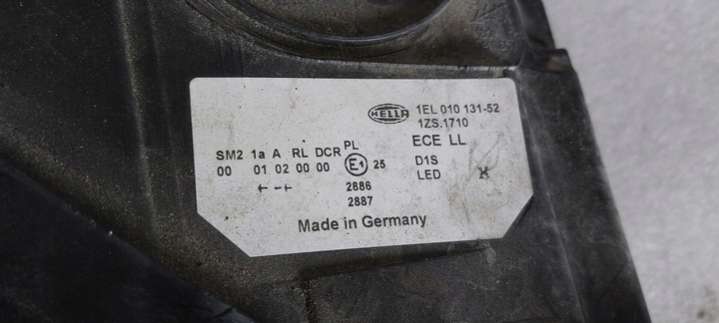 HELLA 1EL 010 131-52
1ZS.1710
ECE LL
SM2 1a A RL DCR PL
00 01 02 00 00 E1 25
D1S
LED
2886
2887
Made in Germany